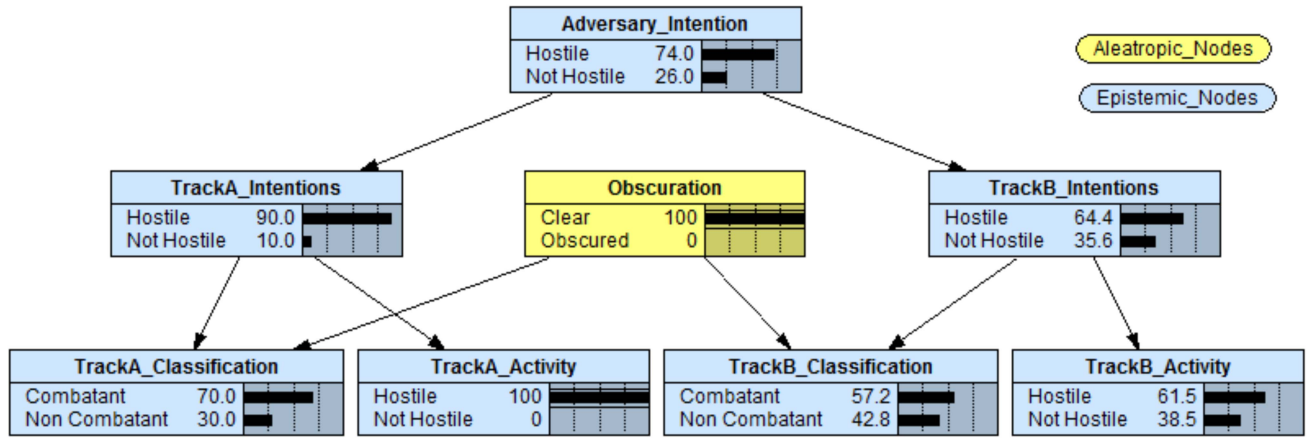 Adversary_Intention
Hostile 74.0
Not Hostile 26.0
Aleatropic_Nodes
Epistemic_Nodes
TrackA_Intentions
Hostile 90.0
Not Hostile 10.0
Obscuration
Clear 100
Obscured 0
TrackB_Intentions
Hostile 64.4
Not Hostile 35.6
TrackA_Classification
Combatant 70.0
Non Combatant 30.0
TrackA_Activity
Hostile 100
Not Hostile 0
TrackB_Classification
Combatant 57.2
Non Combatant 42.8
TrackB_Activity
Hostile 61.5
Not Hostile 38.5